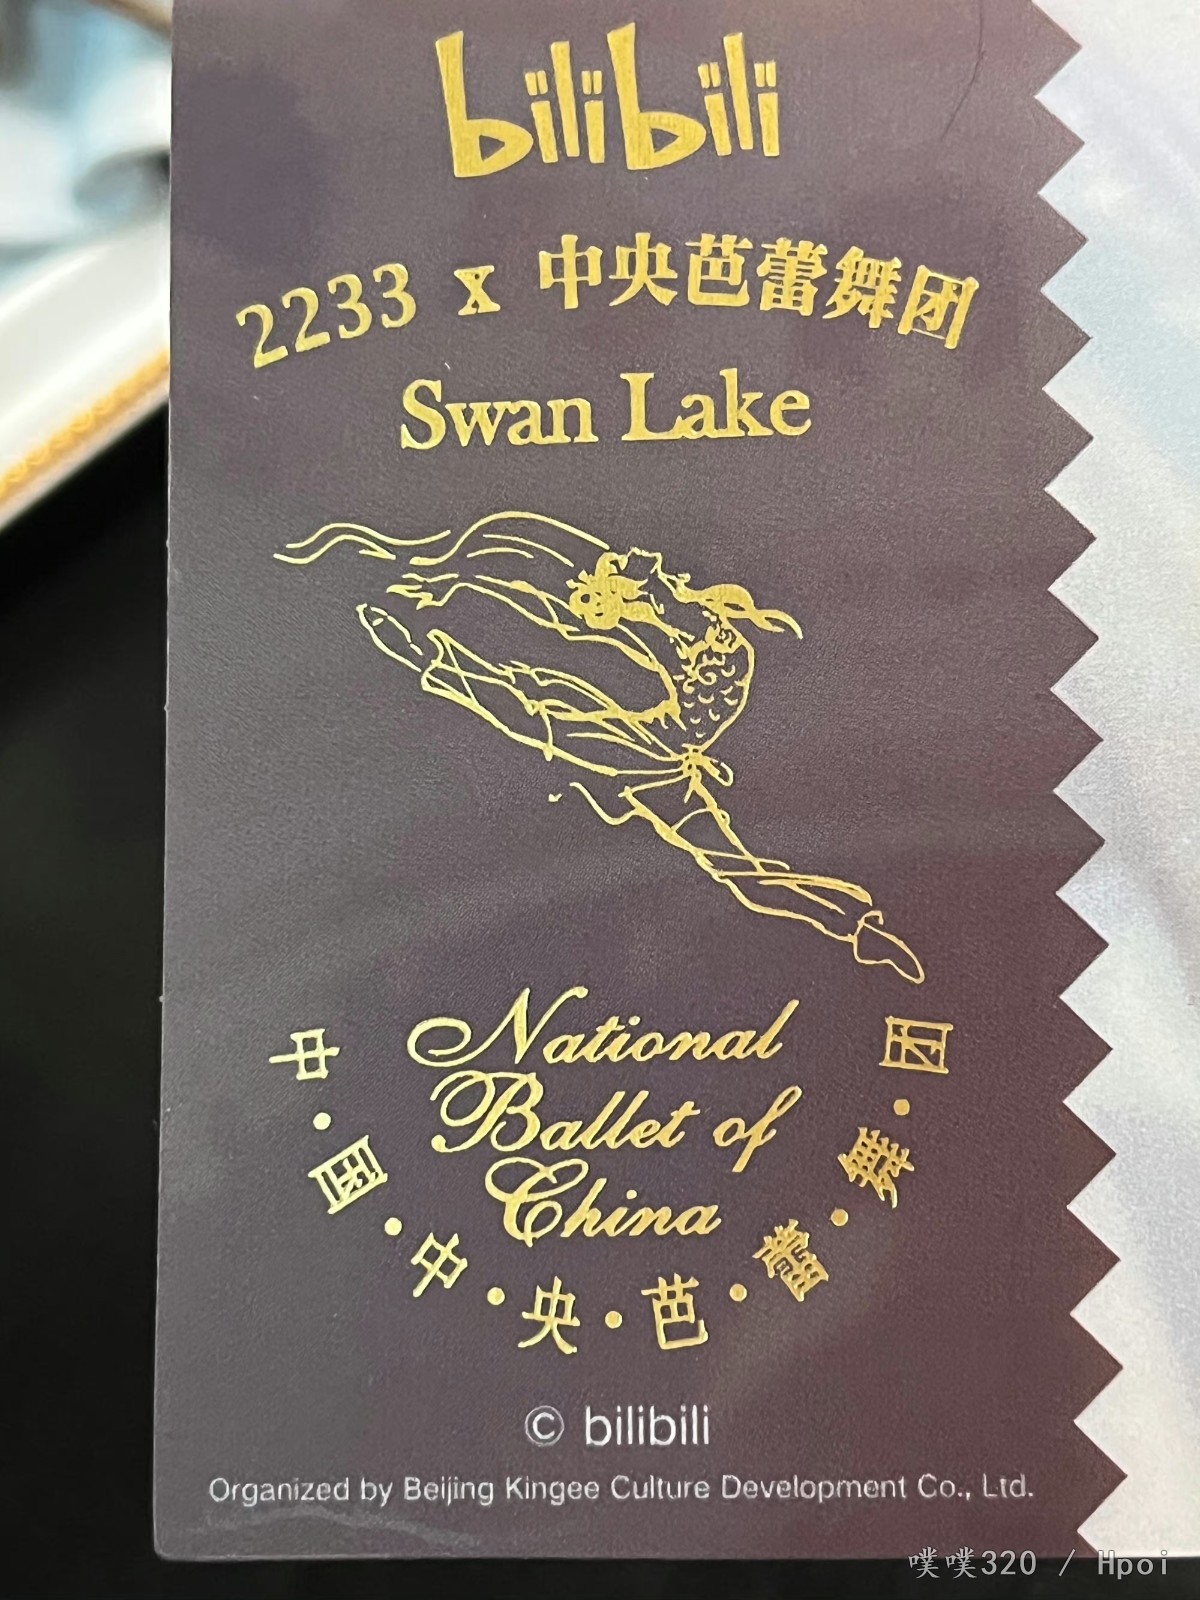 bilibili
2233 x 中央芭蕾舞团
Swan Lake
National
Ballet of
China
中·国·中·央·芭·蕾·舞·团
© bilibili
Organized by Beijing Kingee Culture Development Co., Ltd.
噗噗320 / Hpoi